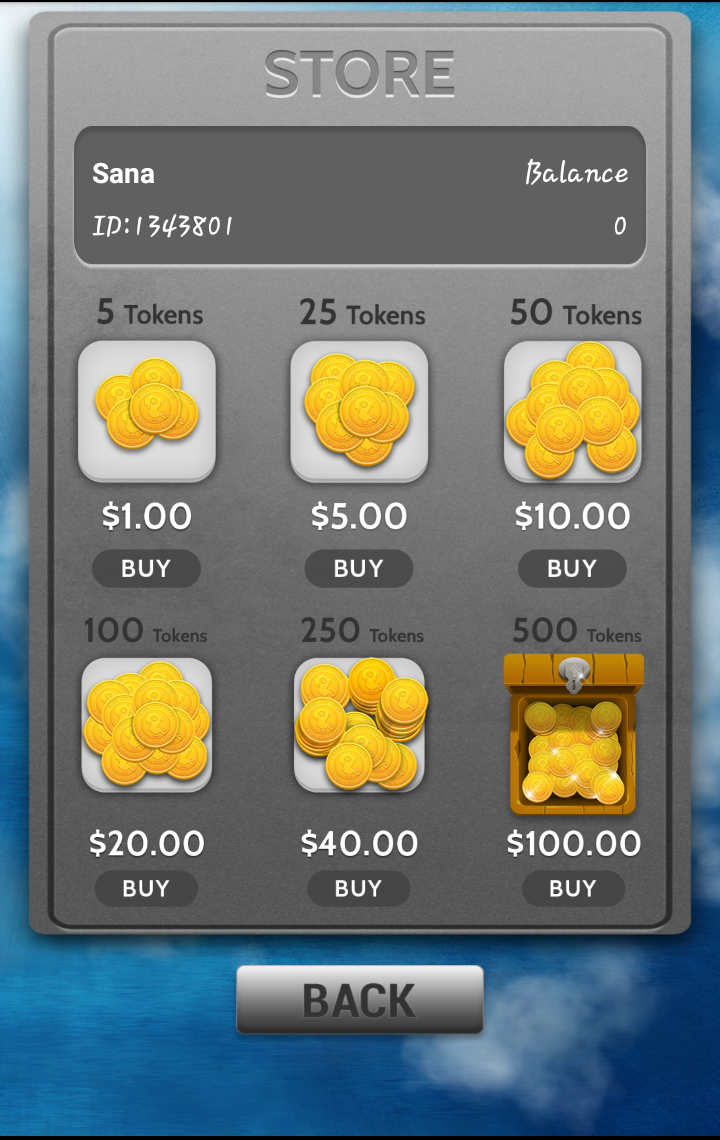 STORE
Sana Balance
ID:1343801 0
5 Tokens 25 Tokens 50 Tokens
$1.00 $5.00 $10.00
BUY BUY BUY
100 Tokens 250 Tokens 500 Tokens
$20.00 $40.00 $100.00
BUY BUY BUY
BACK